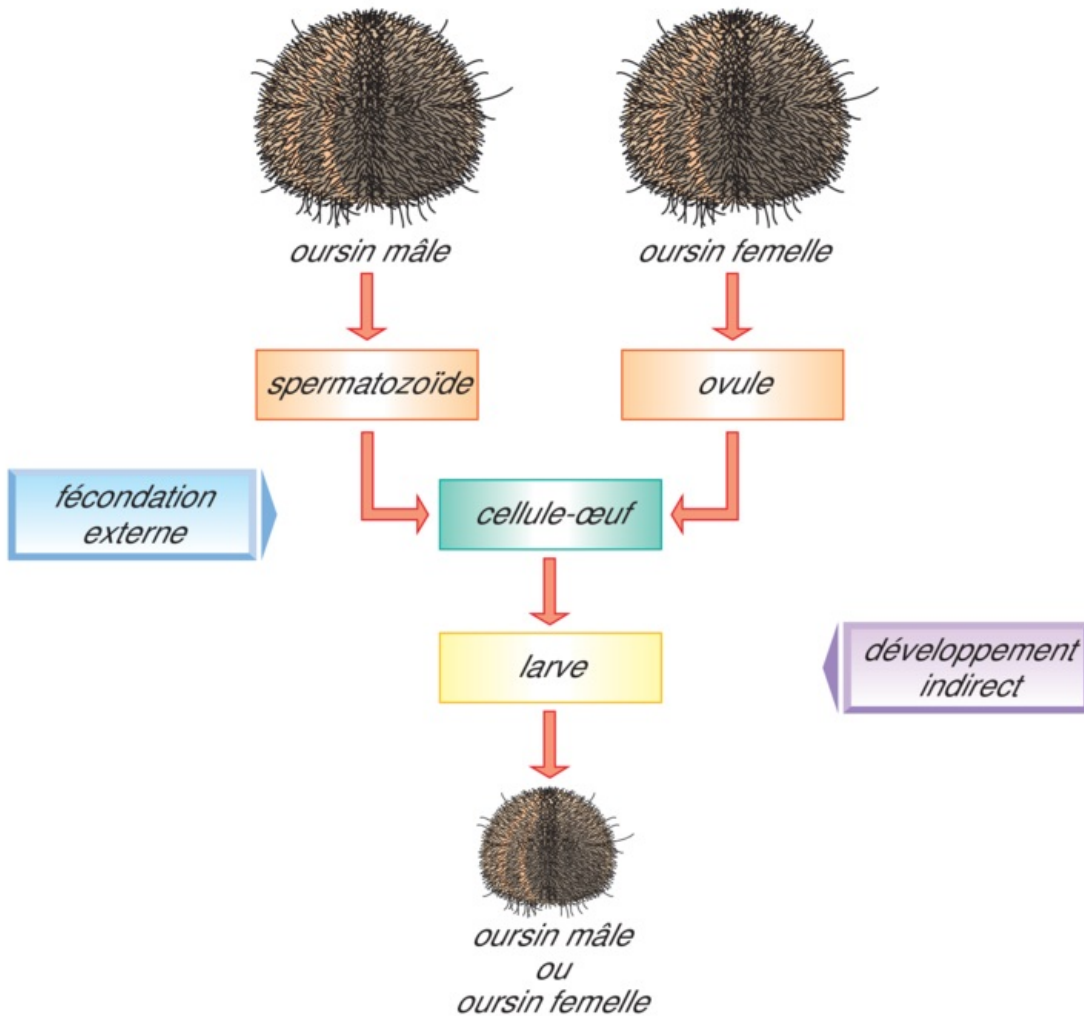 oursin mâle
oursin femelle
spermatozoïde
ovule
fécondation
externe
cellule-œuf
larve
développement
indirect
oursin mâle
ou
oursin femelle